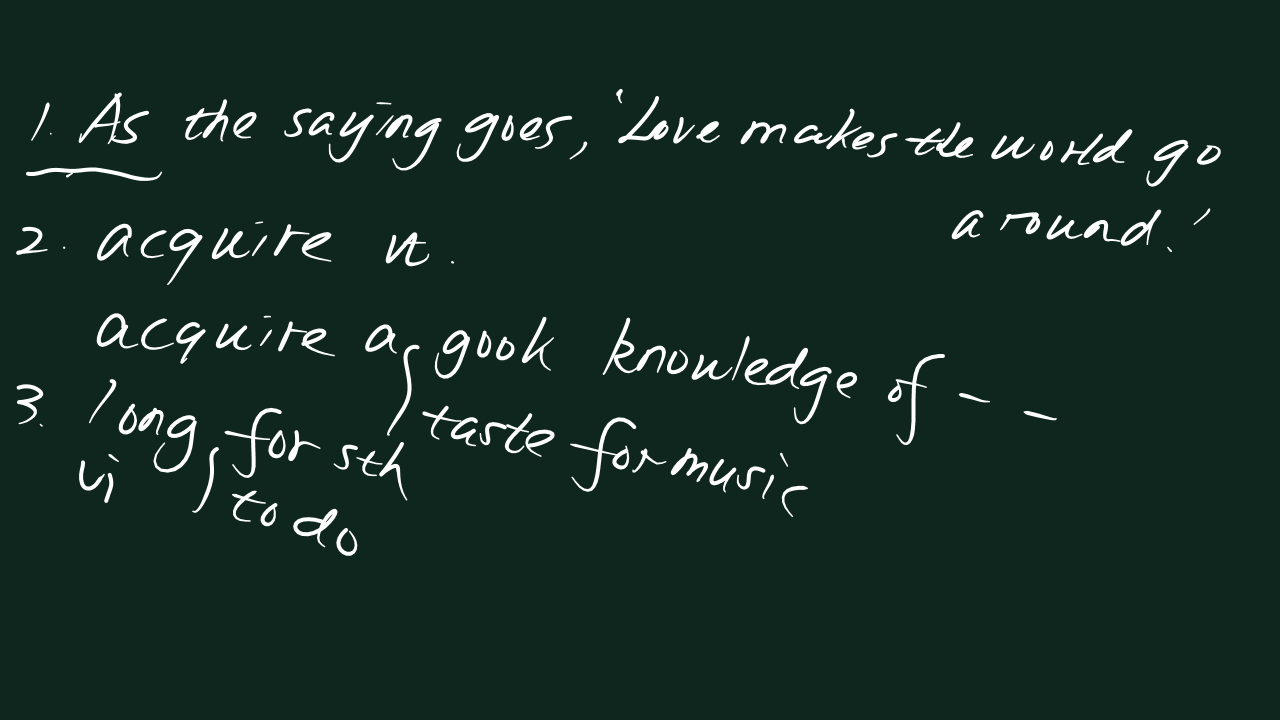 1. As the saying goes, 'Love makes the world go
around.'
2. acquire vt.
acquire a gook knowledge of - -
taste for music
3. long for sth
vi to do